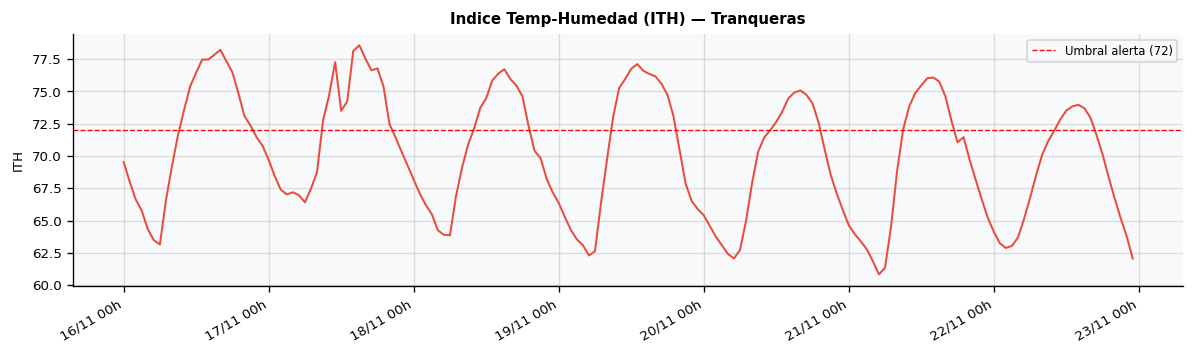 Indice Temp-Humedad (ITH) — Tranqueras
Umbral alerta (72)
ITH
77.5
75.0
72.5
70.0
67.5
65.0
62.5
60.0
16/11 00h
17/11 00h
18/11 00h
19/11 00h
20/11 00h
21/11 00h
22/11 00h
23/11 00h